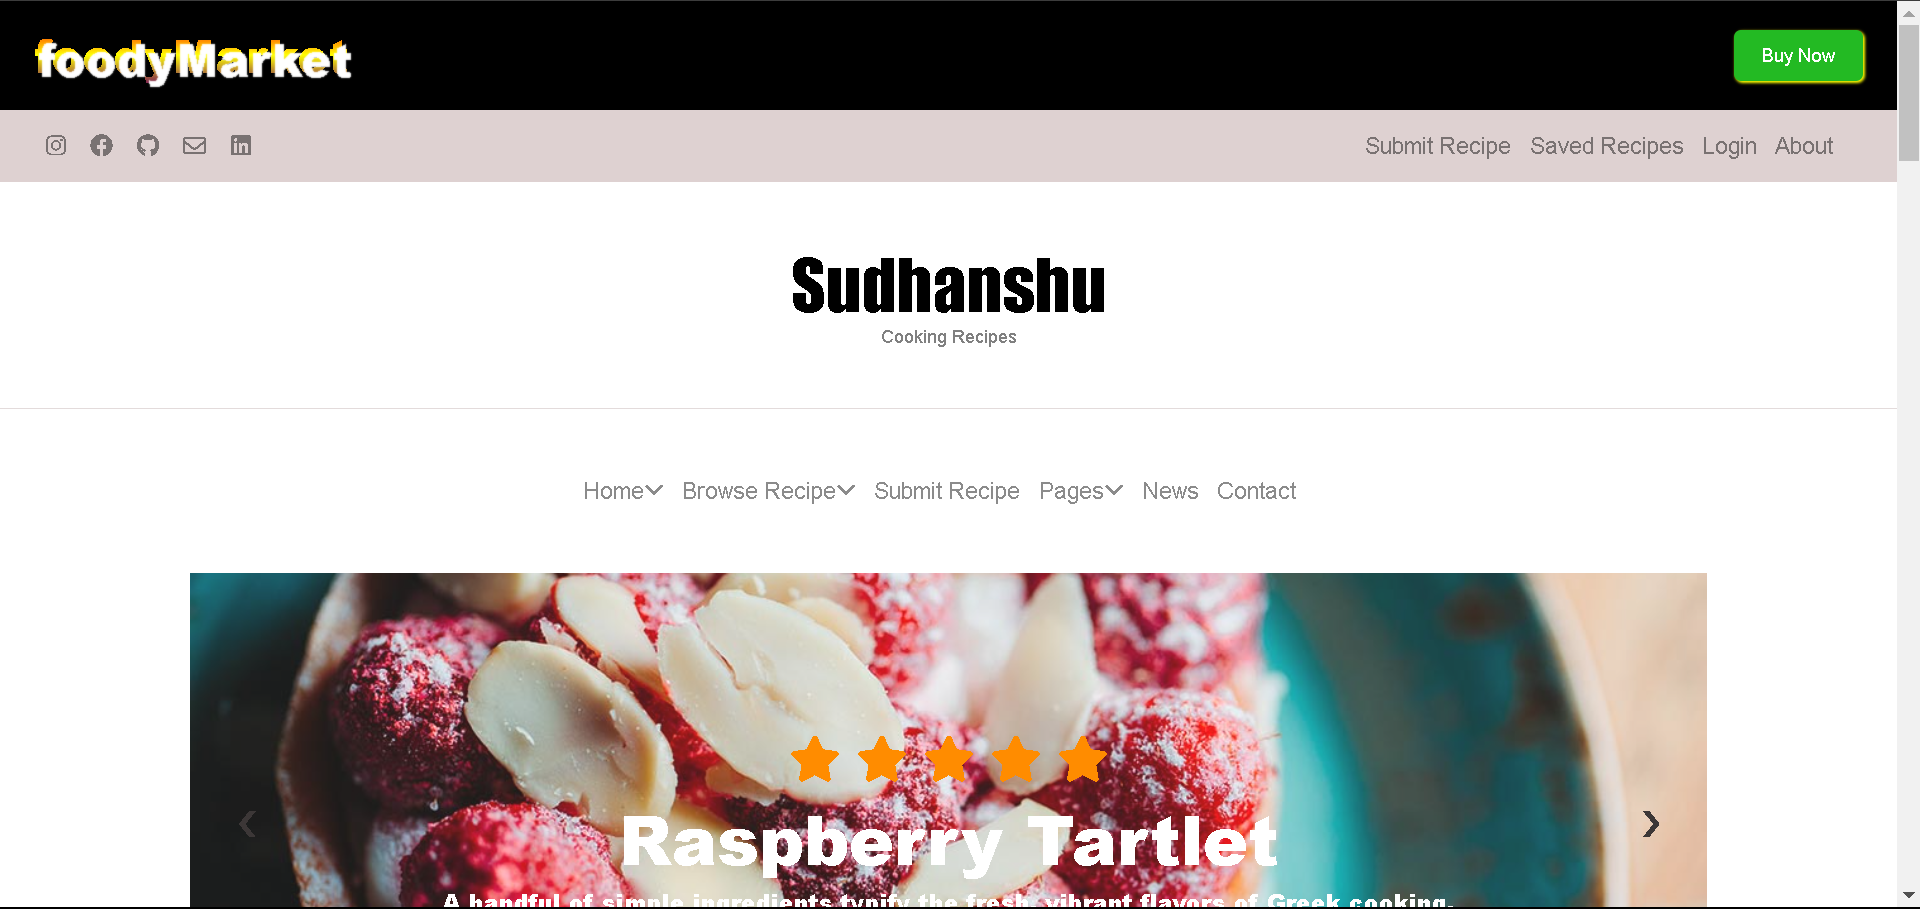 foodyMarket
Buy Now
Submit Recipe Saved Recipes Login About
Sudhanshu
Cooking Recipes
Home Browse Recipe Submit Recipe Pages News Contact
Raspberry Tartlet
A handful of simple ingredients typify the fresh, vibrant flavors of Greek cooking.